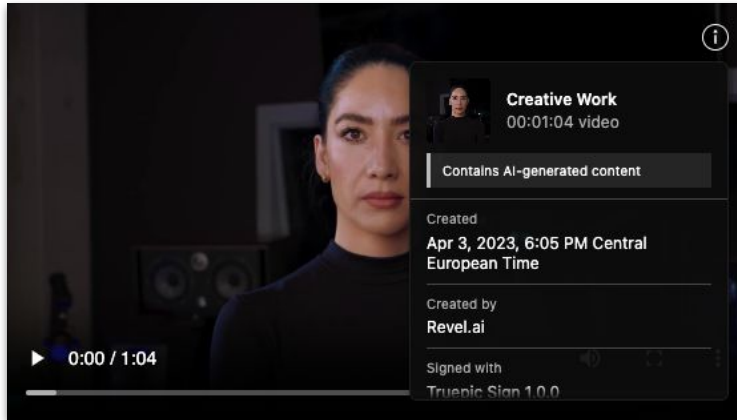 Creative Work
00:01:04 video
Contains AI-generated content
Created
Apr 3, 2023, 6:05 PM Central
European Time
Created by
Revel.ai
Signed with
Truepic Sign 1.0.0
0:00 / 1:04